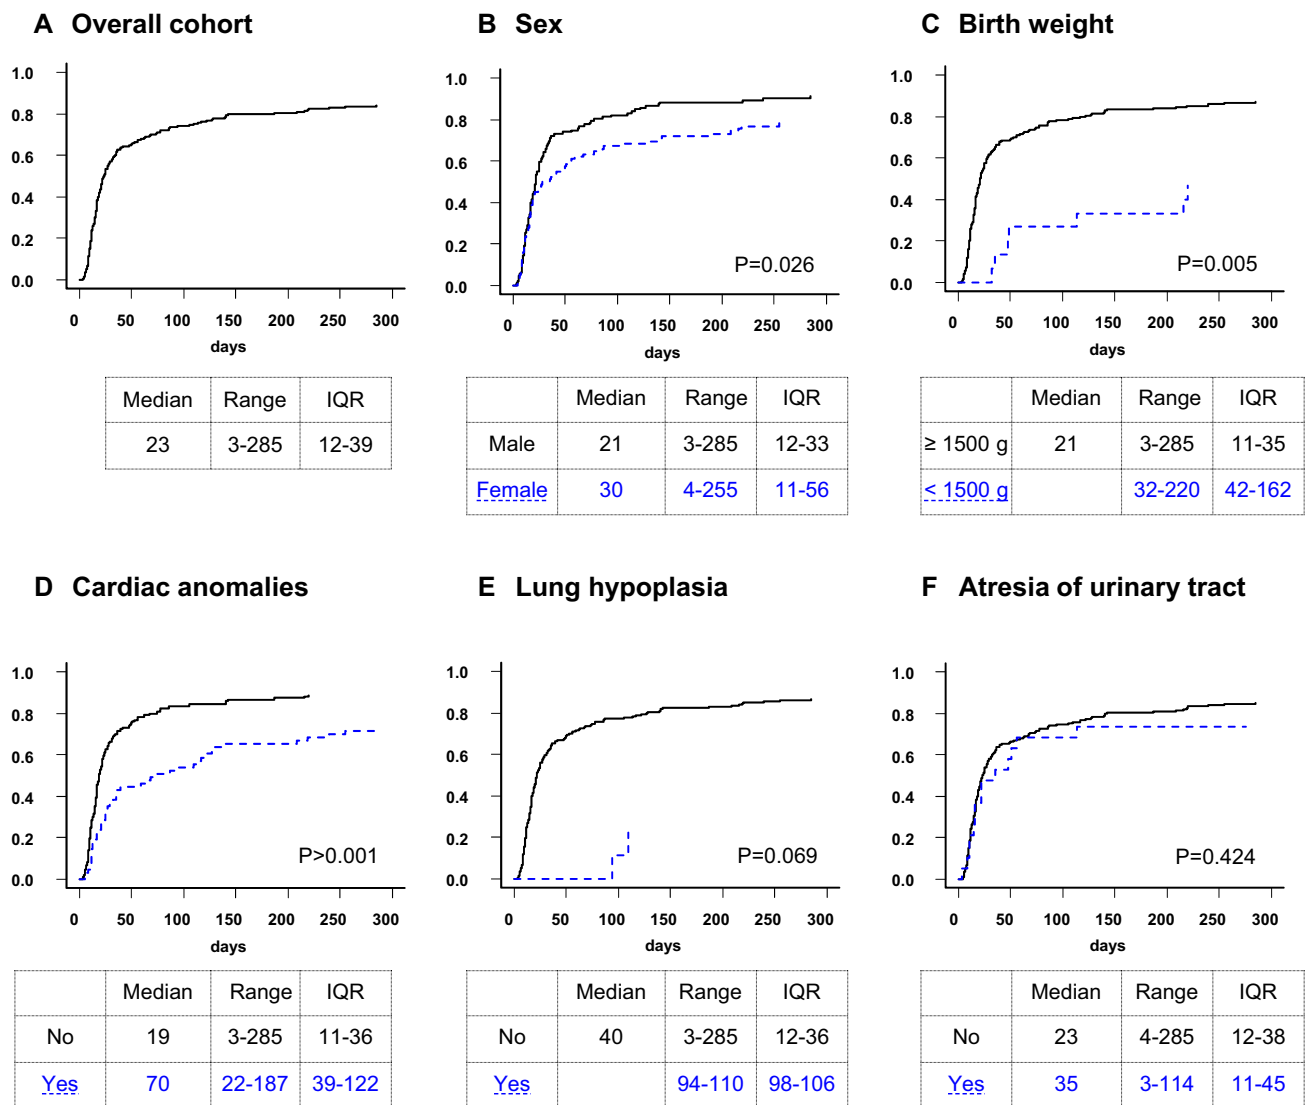 A Overall cohort
1.0
0.8
0.6
0.4
0.2
0.0
0 50 100 150 200 250 300
days
Median Range IQR
23 3-285 12-39
B Sex
1.0
0.8
0.6
0.4
0.2
0.0
P=0.026
0 50 100 150 200 250 300
days
Median Range IQR
Male 21 3-285 12-33
Female 30 4-255 11-56
C Birth weight
1.0
0.8
0.6
0.4
0.2
0.0
P=0.005
0 50 100 150 200 250 300
days
Median Range IQR
≥ 1500 g 21 3-285 11-35
< 1500 g 32-220 42-162
D Cardiac anomalies
1.0
0.8
0.6
0.4
0.2
0.0
P>0.001
0 50 100 150 200 250 300
days
Median Range IQR
No 19 3-285 11-36
Yes 70 22-187 39-122
E Lung hypoplasia
1.0
0.8
0.6
0.4
0.2
0.0
P=0.069
0 50 100 150 200 250 300
days
Median Range IQR
No 40 3-285 12-36
Yes 94-110 98-106
F Atresia of urinary tract
1.0
0.8
0.6
0.4
0.2
0.0
P=0.424
0 50 100 150 200 250 300
days
Median Range IQR
No 23 4-285 12-38
Yes 35 3-114 11-45